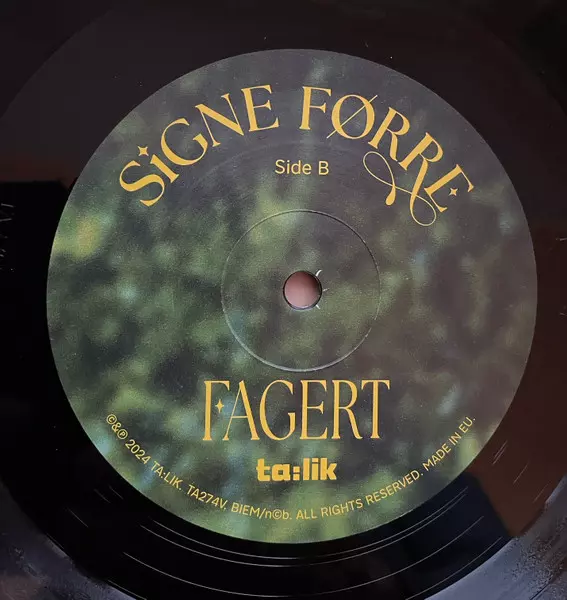 SiGNE FØRRE
Side B
FAGERT
ta:lik
©&℗ 2024 TA:LIK. TA274V. BIEM/n©b. ALL RIGHTS RESERVED. MADE IN EU.